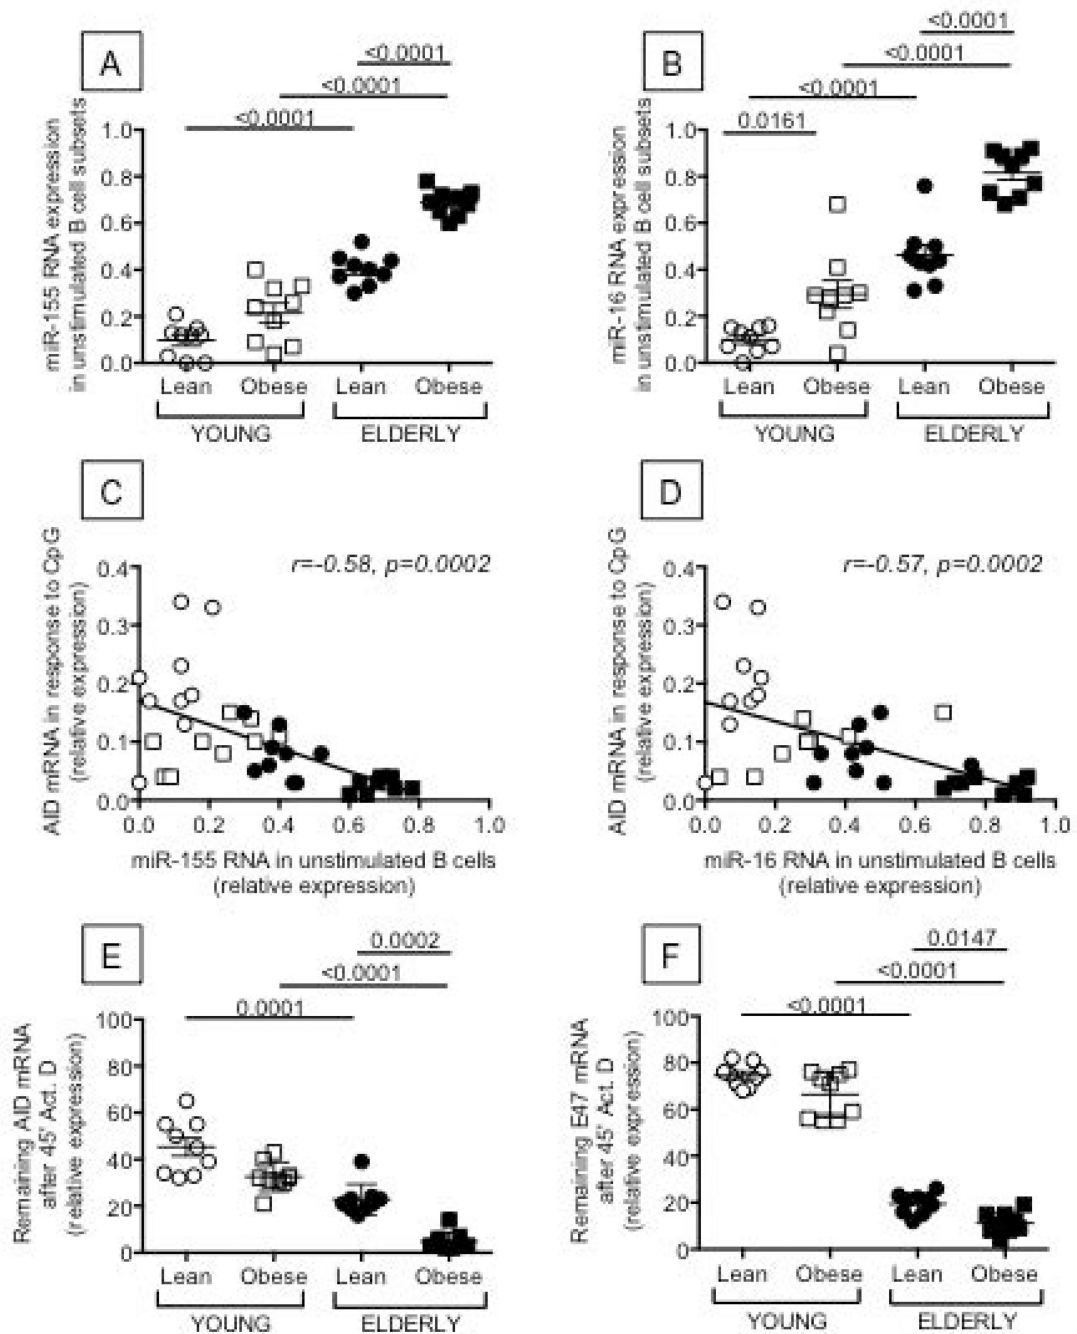 A
<0.0001
<0.0001
<0.0001
miR-155 RNA expression
in unstimulated B cell subsets
1.0
0.8
0.6
0.4
0.2
0.0
Lean Obese Lean Obese
YOUNG ELDERLY
B
<0.0001
<0.0001
<0.0001
0.0161
miR-16 RNA expression
in unstimulated B cell subsets
1.0
0.8
0.6
0.4
0.2
0.0
Lean Obese Lean Obese
YOUNG ELDERLY
C
AID mRNA in response to CpG
(relative expression)
r=-0.58, p=0.0002
0.4
0.3
0.2
0.1
0.0
0.0 0.2 0.4 0.6 0.8 1.0
miR-155 RNA in unstimulated B cells
(relative expression)
D
AID mRNA in response to CpG
(relative expression)
r=-0.57, p=0.0002
0.4
0.3
0.2
0.1
0.0
0.0 0.2 0.4 0.6 0.8 1.0
miR-16 RNA in unstimulated B cells
(relative expression)
E
0.0002
<0.0001
0.0001
Remaining AID mRNA
after 45' Act. D
(relative expression)
100
80
60
40
20
0
Lean Obese Lean Obese
YOUNG ELDERLY
F
0.0147
<0.0001
<0.0001
Remaining E47 mRNA
after 45' Act. D
(relative expression)
100
80
60
40
20
0
Lean Obese Lean Obese
YOUNG ELDERLY